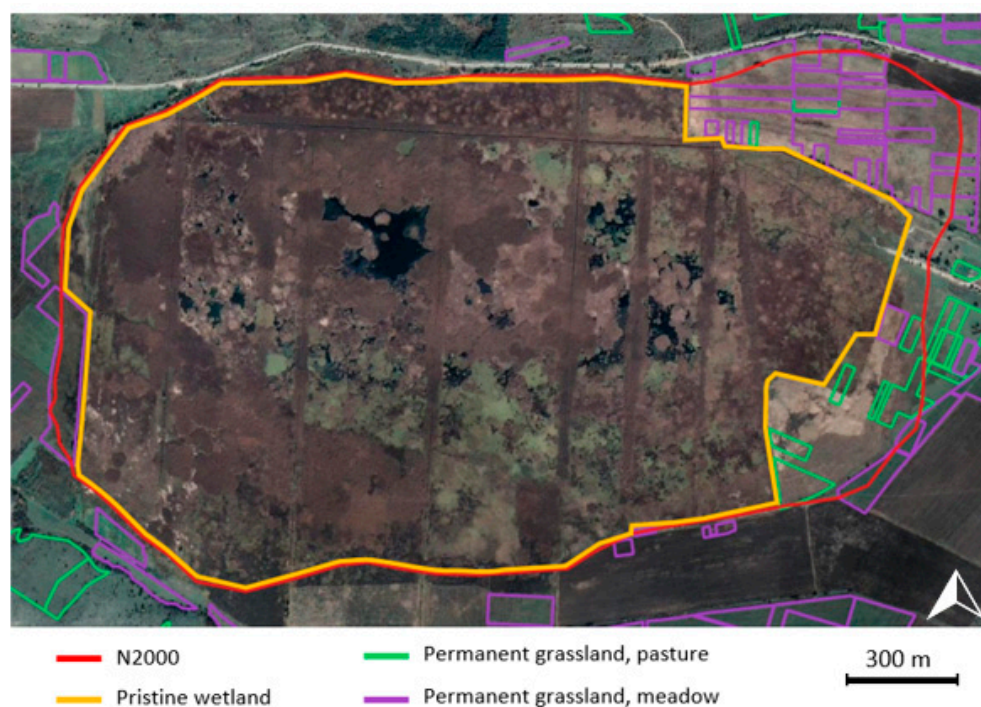 N2000
Permanent grassland, pasture
300 m
Pristine wetland
Permanent grassland, meadow